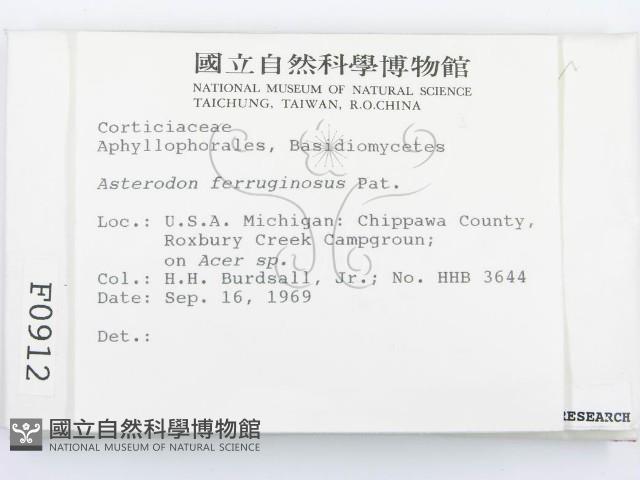 國立自然科學博物館
NATIONAL MUSEUM OF NATURAL SCIENCE
TAICHUNG, TAIWAN, R.O.CHINA
Corticiaceae
Aphyllophorales, Basidiomycetes
Asterodon ferruginosus Pat.
Loc.: U.S.A. Michigan: Chippawa County,
Roxbury Creek Campgroun;
on Acer sp.
Col.: H.H. Burdsall, Jr.; No. HHB 3644
Date: Sep. 16, 1969
Det.:
F0912
RESEARCH
國立自然科學博物館
NATIONAL MUSEUM OF NATURAL SCIENCE